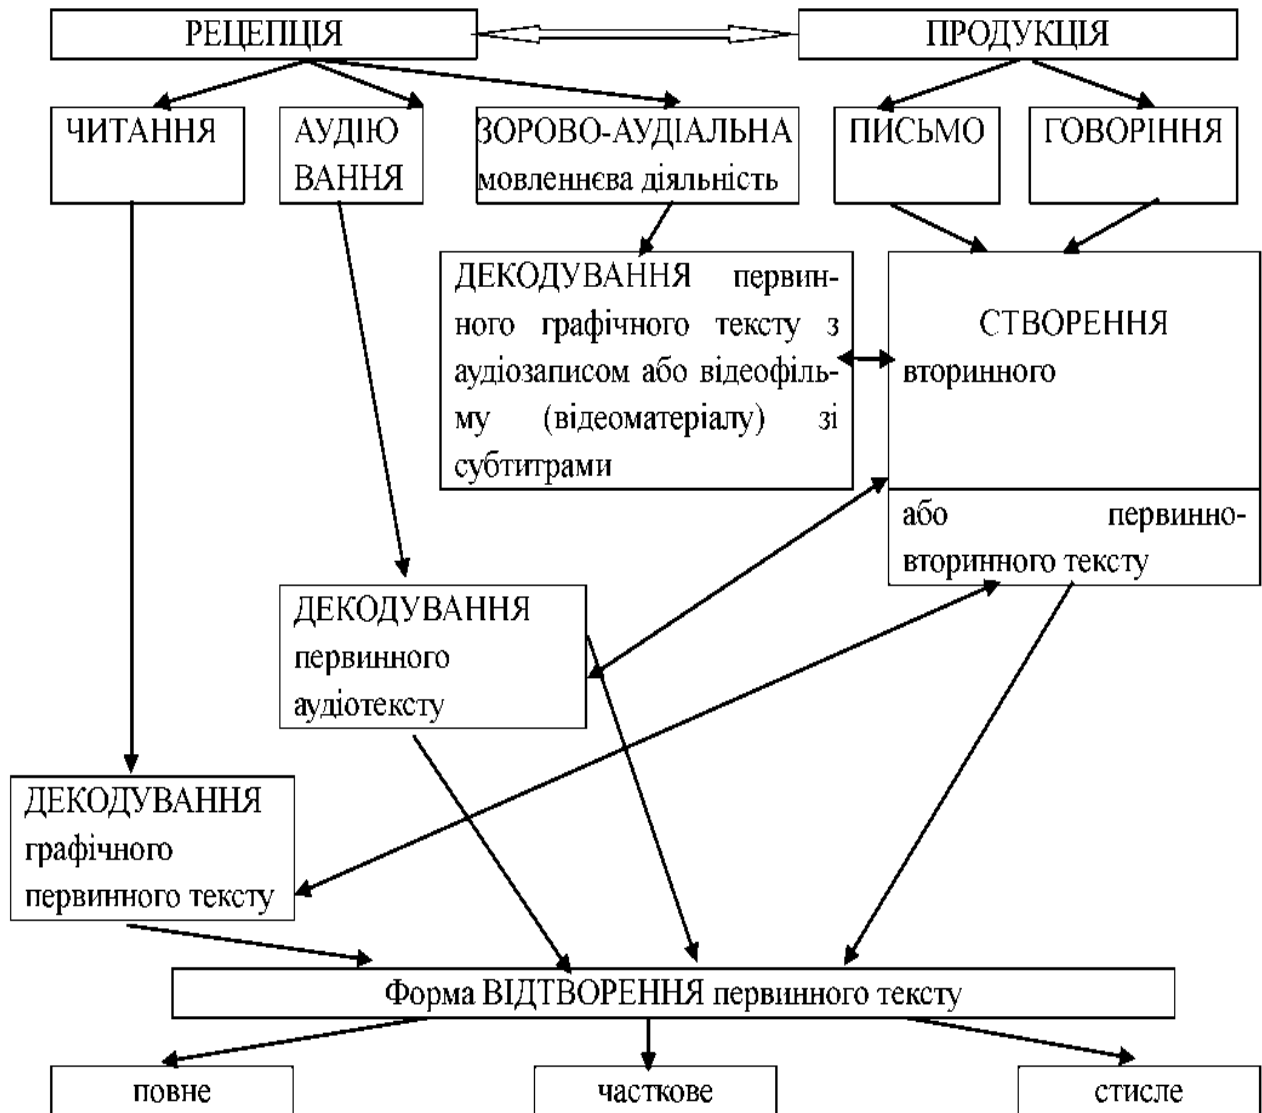 РЕЦЕПЦІЯ
ПРОДУКЦІЯ
ЧИТАННЯ
АУДІЮ
ВАННЯ
ЗОРОВО-АУДІАЛЬНА
мовленнєва діяльність
ПИСЬМО
ГОВОРІННЯ
ДЕКОДУВАННЯ первин-
ного графічного тексту з
аудіозаписом або відеофіль-
му (відеоматеріалу) зі
субтитрами
СТВОРЕННЯ
вторинного
або первинно-
вторинного тексту
ДЕКОДУВАННЯ
первинного
аудіотексту
ДЕКОДУВАННЯ
графічного
первинного тексту
Форма ВІДТВОРЕННЯ первинного тексту
повне
часткове
стисле